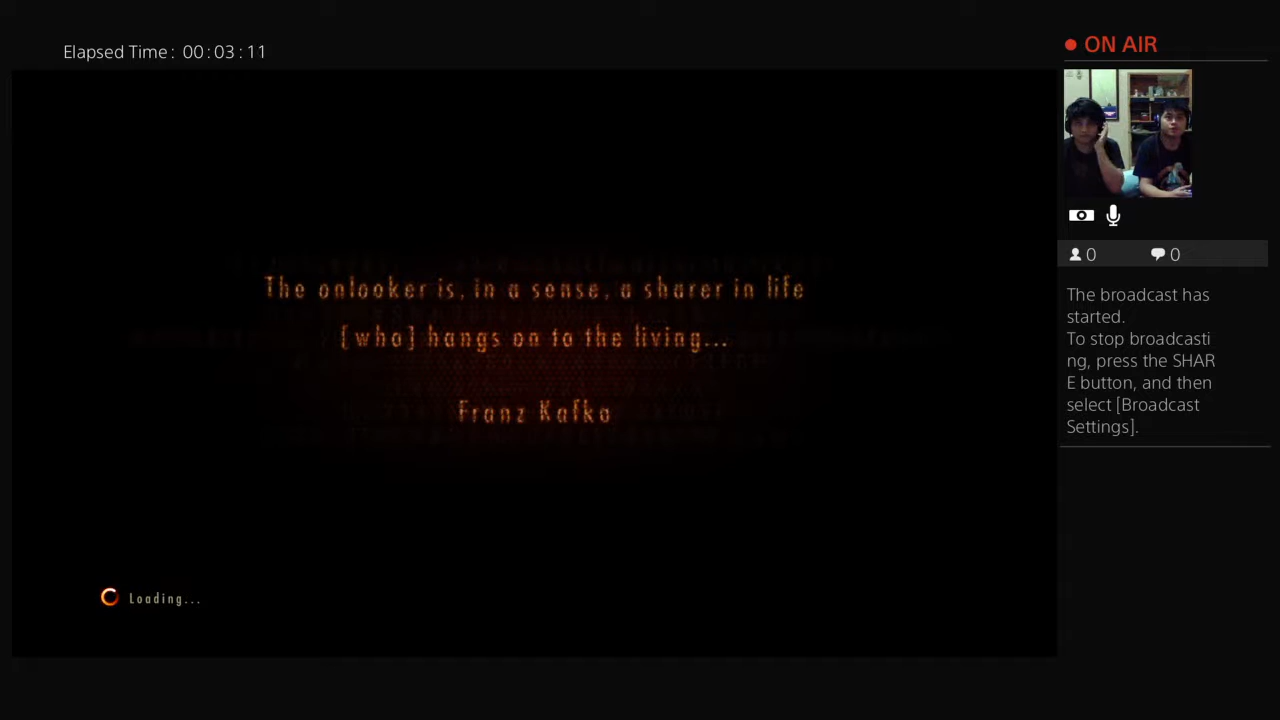 Elapsed Time: 00:03:11
ON AIR
The onlooker is, in a sense, a sharer in life
[who] hangs on to the living...
Franz Kafka
Loading...
0 0
The broadcast has
started.
To stop broadcasti
ng, press the SHAR
E button, and then
select [Broadcast
Settings].